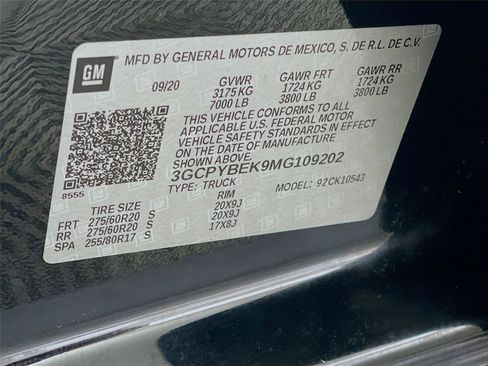 GM
MFD BY GENERAL MOTORS DE MEXICO, S. DE R.L. DE C.V.
09/20 GVWR GAWR FRT GAWR RR
3175 KG 1724 KG 1724 KG
7000 LB 3800 LB 3800 LB
THIS VEHICLE CONFORMS TO ALL
APPLICABLE U.S. FEDERAL MOTOR
VEHICLE SAFETY STANDARDS IN EFFECT
ON THE DATE OF MANUFACTURE
SHOWN ABOVE
3GCPYBEK9MG109202
8555 TYPE: TRUCK MODEL: 92CK10543
TIRE SIZE RIM
FRT 275/60R20 S 20X9J
RR 275/60R20 S 20X9J
SPA 255/80R17 S 17X8J